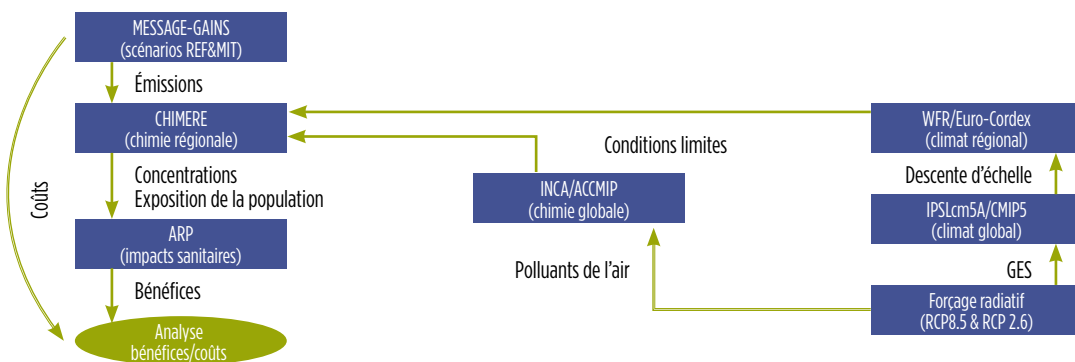 MESSAGE-GAINS
(scénarios REF&MIT)
Émissions
CHIMERE
(chimie régionale)
WFR/Euro-Cordex
(climat régional)
Conditions limites
Concentrations
Exposition de la population
Coûts
INCA/ACCMIP
(chimie globale)
Descente d'échelle
IPSLcm5A/CMIP5
(climat global)
ARP
(impacts sanitaires)
Polluants de l'air
GES
Bénéfices
Forçage radiatif
(RCP8.5 & RCP 2.6)
Analyse
bénéfices/coûts